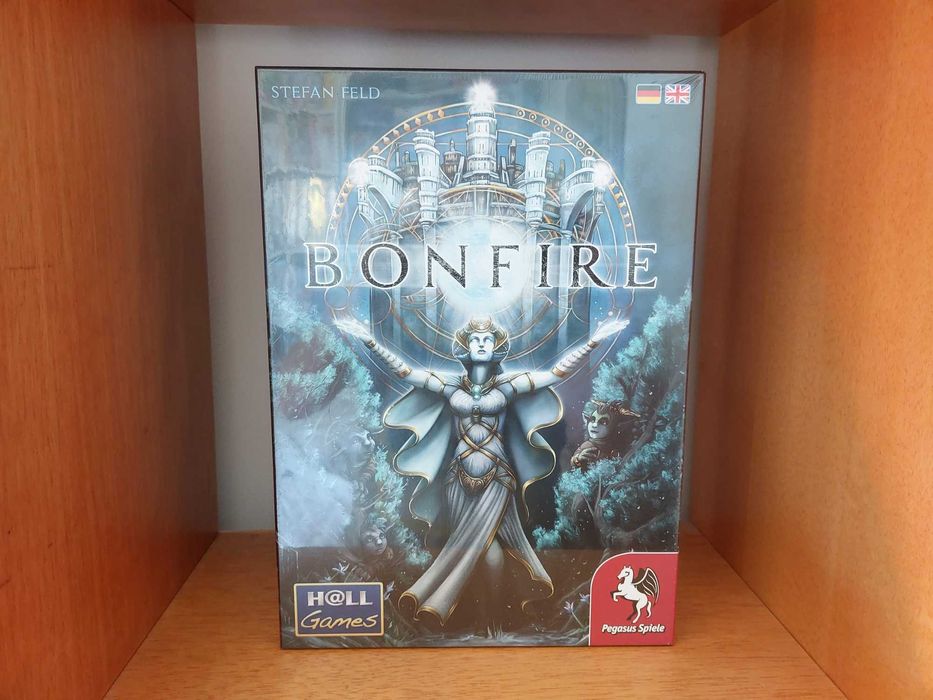 STEFAN FELD
BONFIRE
H@LL
Games
Pegasus Spiele